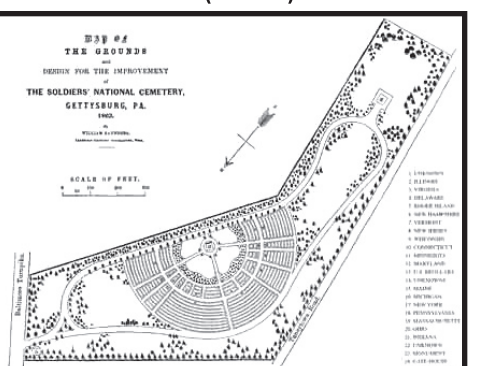 MAP OF
THE GROUNDS
and
DESIGN FOR THE IMPROVEMENT
of
THE SOLDIERS' NATIONAL CEMETERY,
GETTYSBURG, PA.
1863.
By
WILLIAM SAUNDERS,
SCALE OF FEET.
Baltimore Turnpike.
2 ILLINOIS
3 VIRGINIA
4 DELAWARE
5 RHODE ISLAND
6 NEW HAMPSHIRE
7 VERMONT
8 NEW JERSEY
9 WISCONSIN
10 CONNECTICUT
11 MINNESOTA
12 MARYLAND
13 U.S. REGULARS
14 UNKNOWN
15 MAINE
16 MICHIGAN
17 NEW YORK
18 PENNSYLVANIA
19 MASSACHUSETTS
20 OHIO
21 INDIANA
22 UNKNOWN
23 MONUMENT
24 GATE HOUSE